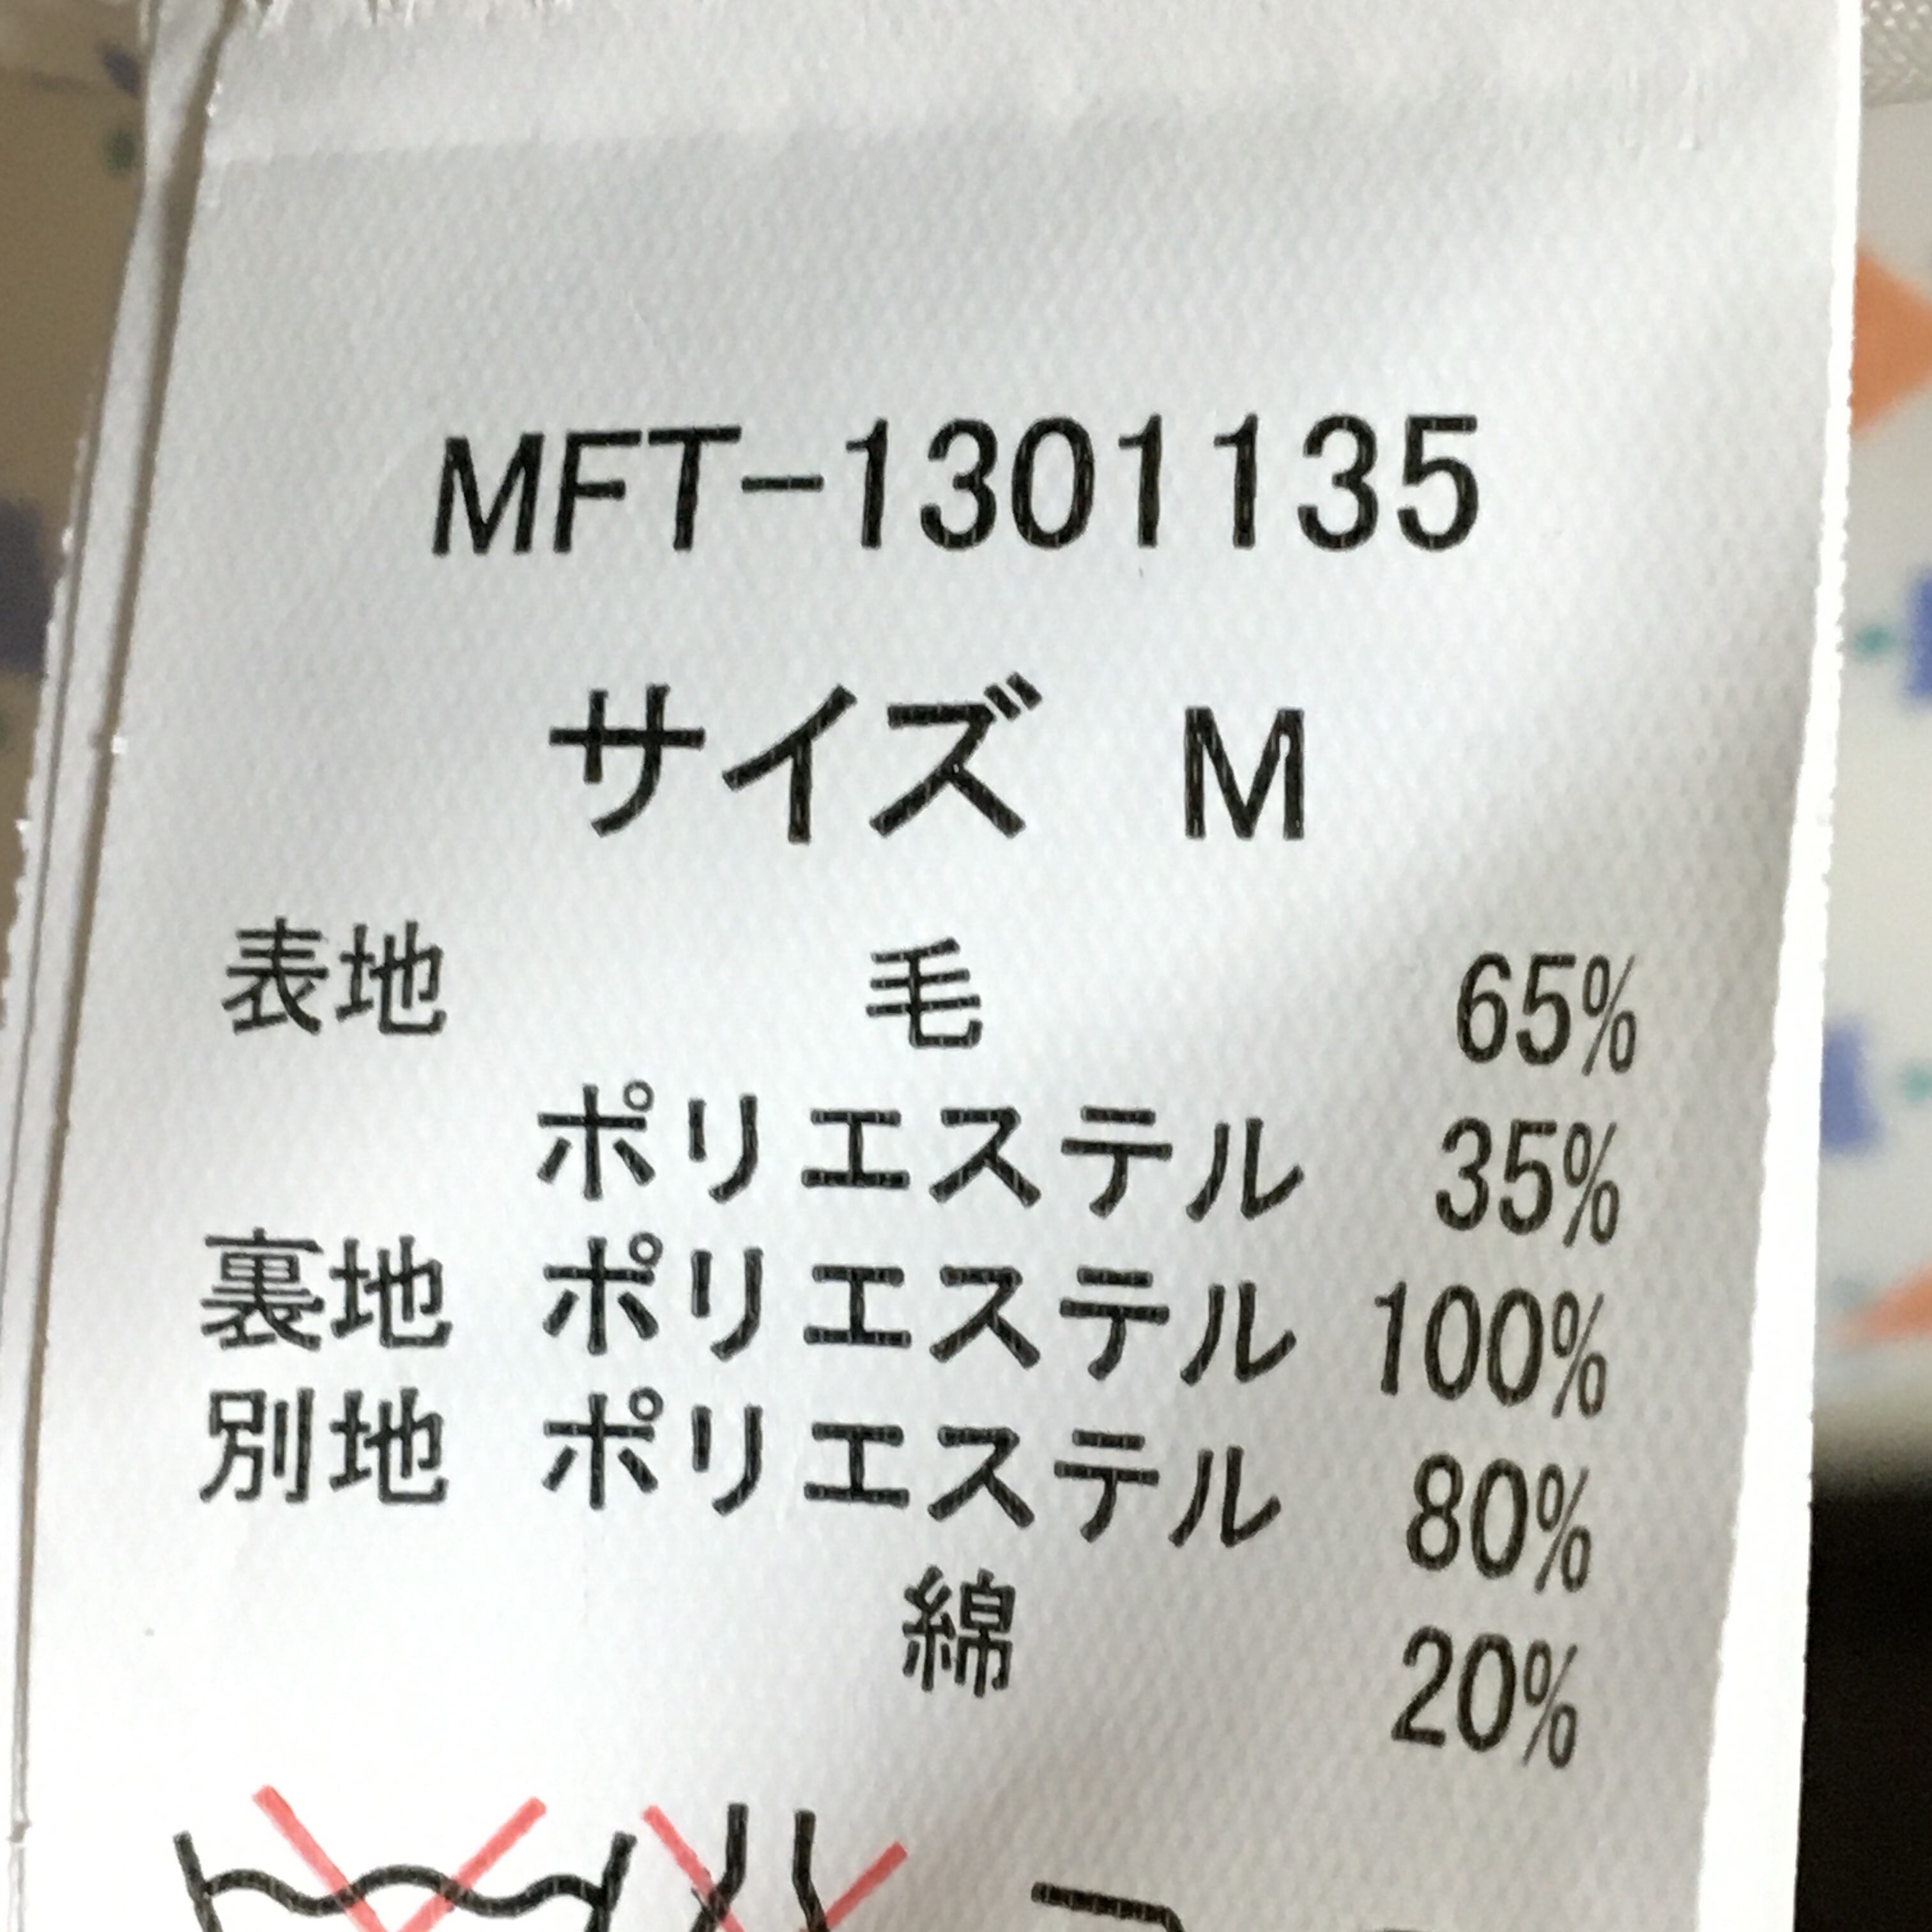 MFT-1301135
サイズ M
表地 毛 65%
ポリエステル 35%
裏地 ポリエステル 100%
別地 ポリエステル 80%
綿 20%